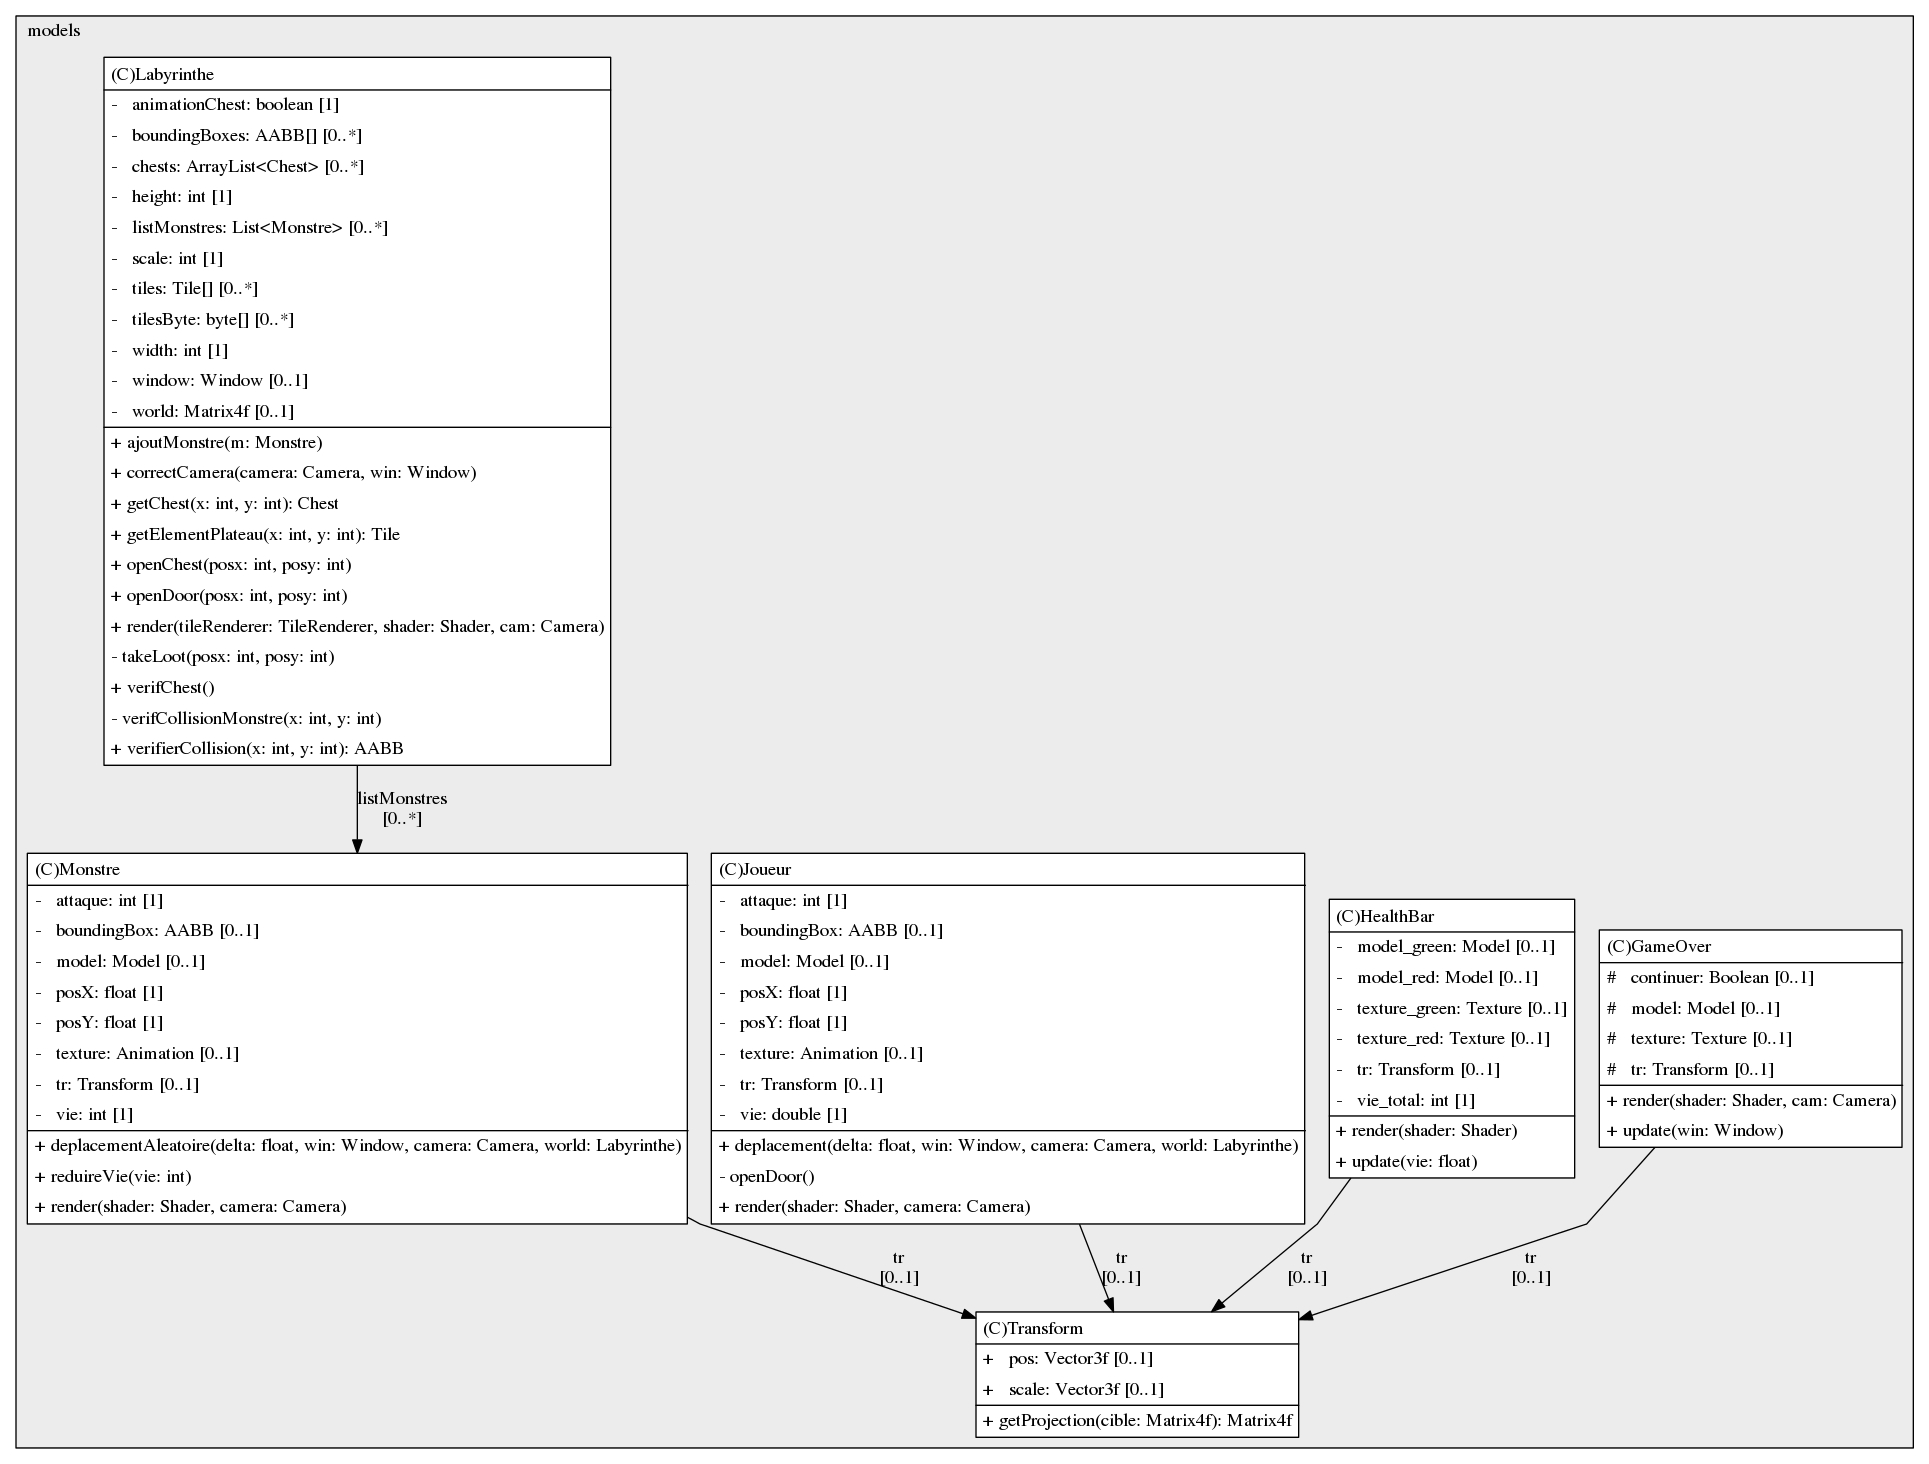 models
(C)Labyrinthe
- animationChest: boolean [1]
- boundingBoxes: AABB[] [0..*]
- chests: ArrayList<Chest> [0..*]
- height: int [1]
- listMonstres: List<Monstre> [0..*]
- scale: int [1]
- tiles: Tile[] [0..*]
- tilesByte: byte[] [0..*]
- width: int [1]
- window: Window [0..1]
- world: Matrix4f [0..1]
+ ajoutMonstre(m: Monstre)
+ correctCamera(camera: Camera, win: Window)
+ getChest(x: int, y: int): Chest
+ getElementPlateau(x: int, y: int): Tile
+ openChest(posx: int, posy: int)
+ openDoor(posx: int, posy: int)
+ render(tileRenderer: TileRenderer, shader: Shader, cam: Camera)
- takeLoot(posx: int, posy: int)
+ verifChest()
- verifCollisionMonstre(x: int, y: int)
+ verifierCollision(x: int, y: int): AABB
listMonstres
[0..*]
(C)Monstre
- attaque: int [1]
- boundingBox: AABB [0..1]
- model: Model [0..1]
- posX: float [1]
- posY: float [1]
- texture: Animation [0..1]
- tr: Transform [0..1]
- vie: int [1]
+ deplacementAleatoire(delta: float, win: Window, camera: Camera, world: Labyrinthe)
+ reduireVie(vie: int)
+ render(shader: Shader, camera: Camera)
(C)Joueur
- attaque: int [1]
- boundingBox: AABB [0..1]
- model: Model [0..1]
- posX: float [1]
- posY: float [1]
- texture: Animation [0..1]
- tr: Transform [0..1]
- vie: double [1]
+ deplacement(delta: float, win: Window, camera: Camera, world: Labyrinthe)
- openDoor()
+ render(shader: Shader, camera: Camera)
(C)HealthBar
- model_green: Model [0..1]
- model_red: Model [0..1]
- texture_green: Texture [0..1]
- texture_red: Texture [0..1]
- tr: Transform [0..1]
- vie_total: int [1]
+ render(shader: Shader)
+ update(vie: float)
(C)GameOver
# continuer: Boolean [0..1]
# model: Model [0..1]
# texture: Texture [0..1]
# tr: Transform [0..1]
+ render(shader: Shader, cam: Camera)
+ update(win: Window)
tr
[0..1]
tr
[0..1]
tr
[0..1]
tr
[0..1]
(C)Transform
+ pos: Vector3f [0..1]
+ scale: Vector3f [0..1]
+ getProjection(cible: Matrix4f): Matrix4f